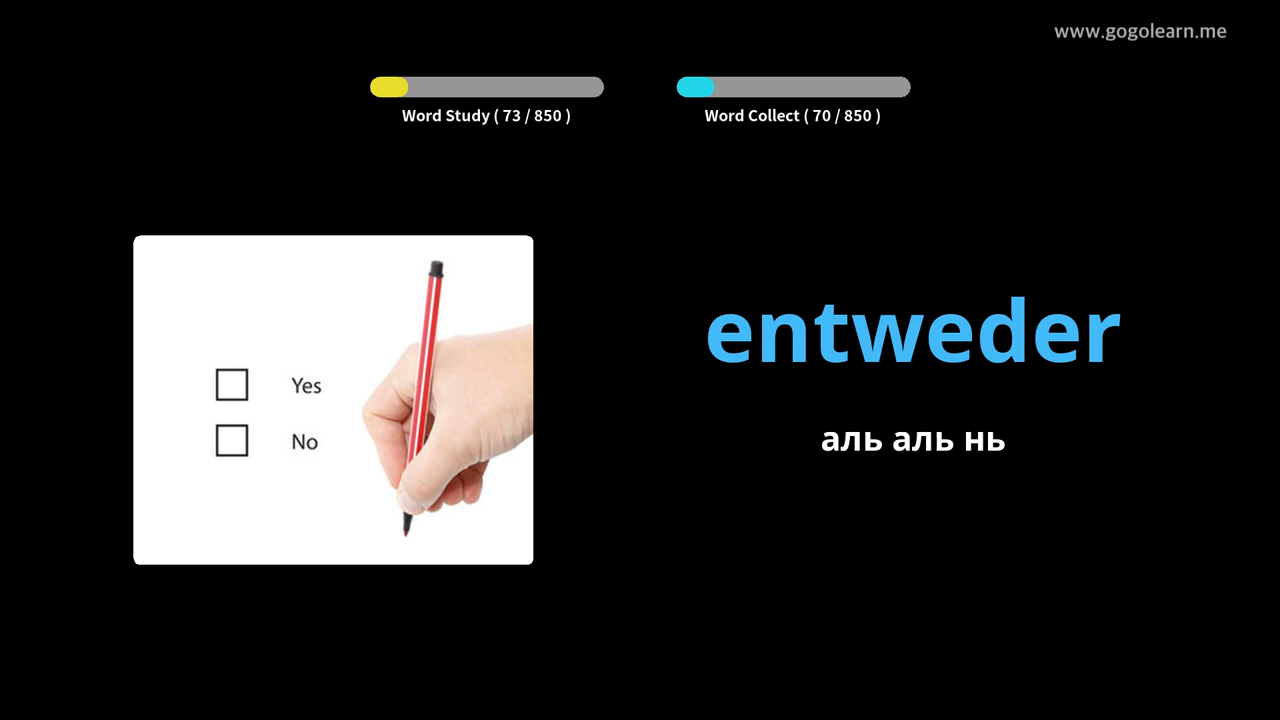 www.gogolearn.me
Word Study ( 73 / 850 )
Word Collect ( 70 / 850 )
Yes
No
entweder
аль аль нь